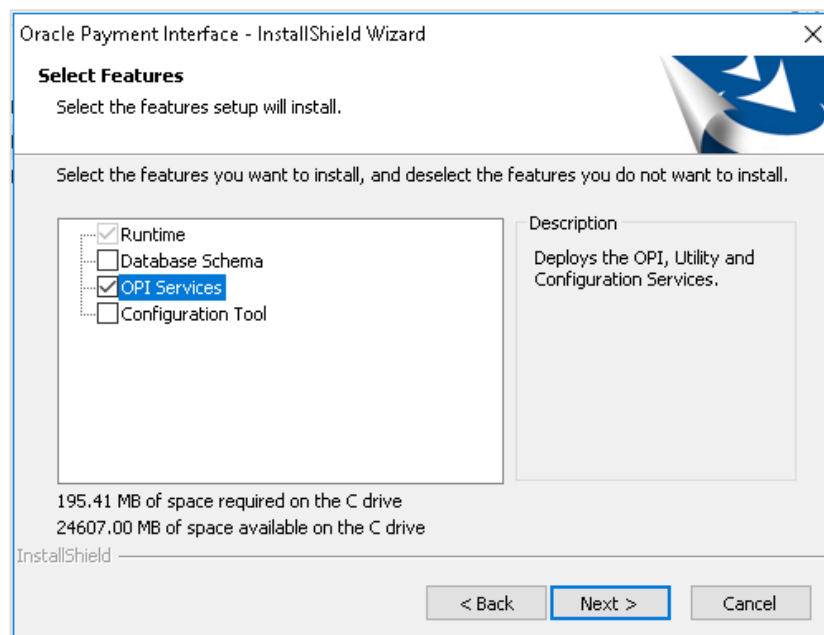 Oracle Payment Interface - InstallShield Wizard
Select Features
Select the features setup will install.
Select the features you want to install, and deselect the features you do not want to install.
Runtime
Database Schema
OPI Services
Configuration Tool
Description
Deploys the OPI, Utility and
Configuration Services.
195.41 MB of space required on the C drive
24607.00 MB of space available on the C drive
InstallShield
< Back
Next >
Cancel